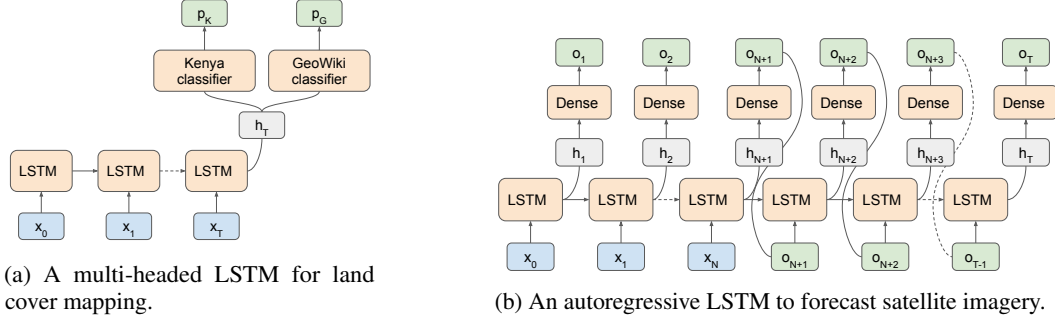 p_K p_G
Kenya classifier GeoWiki classifier
h_T
LSTM LSTM LSTM
x_0 x_1 x_T
(a) A multi-headed LSTM for land
cover mapping.
o_1 o_2 o_N+1 o_N+2 o_N+3 o_T
Dense Dense Dense Dense Dense Dense
h_1 h_2 h_N+1 h_N+2 h_N+3 h_T
LSTM LSTM LSTM LSTM LSTM LSTM
x_0 x_1 x_N o_N+1 o_N+2 o_T-1
(b) An autoregressive LSTM to forecast satellite imagery.